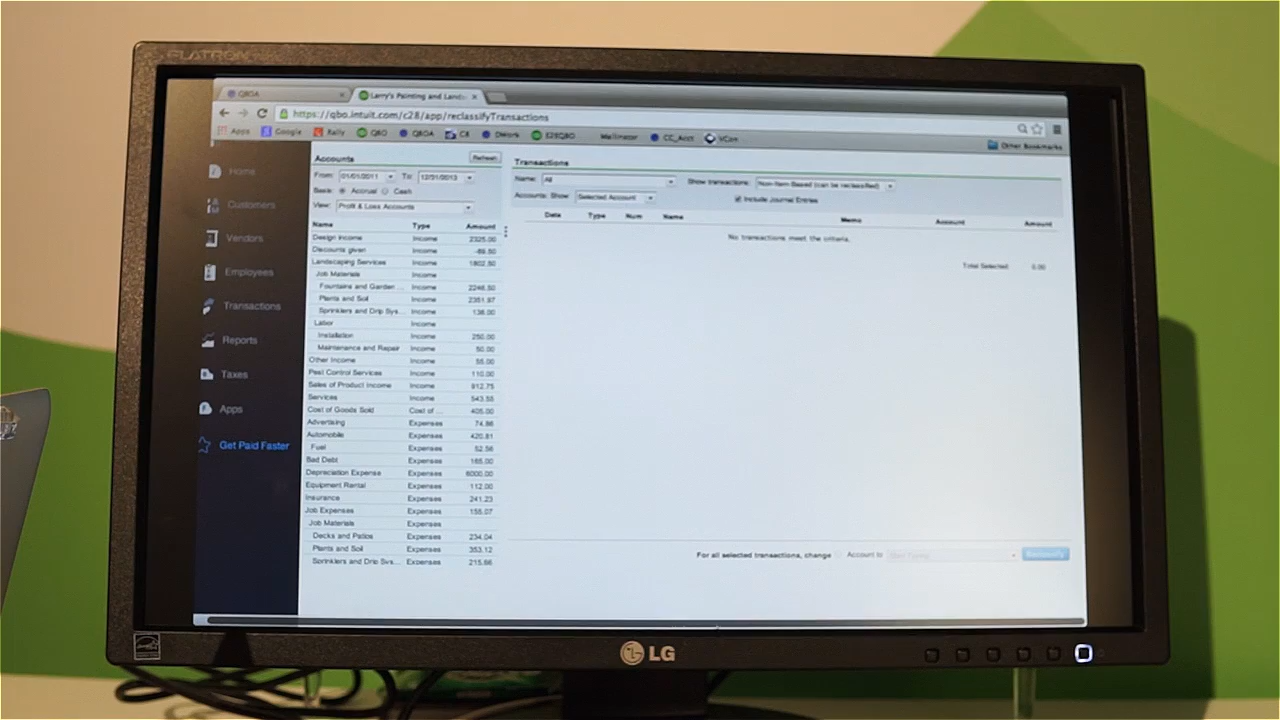 FLATRON
QBOA
Larry's Painting and Lands
https://qbo.intuit.com/c28/app/reclassifyTransactions
Apps Google Rally QBO QBOA C8 DWork E2EQBO Mailinator CC_Acct VCon
Other Bookmarks
Home
Customers
Vendors
Employees
Transactions
Reports
Taxes
Apps
Get Paid Faster
Accounts Refresh
From: 01/01/2011 To: 12/31/2013
Basis: Accrual Cash
View: Profit & Loss Accounts
Name Type Amount
Design income Income 2325.00
Discounts given Income -89.50
Landscaping Services Income 1802.50
Job Materials Income
Fountains and Garden ... Income 2246.50
Plants and Soil Income 2351.97
Sprinklers and Drip Sys... Income 138.00
Labor Income
Installation Income 250.00
Maintenance and Repair Income 50.00
Other Income Income 55.00
Pest Control Services Income 110.00
Sales of Product Income Income 912.75
Services Income 543.55
Cost of Goods Sold Cost of ... 405.00
Advertising Expenses 74.86
Automobile Expenses 420.81
Fuel Expenses 52.56
Bad Debt Expenses 165.00
Depreciation Expense Expenses 6000.00
Equipment Rental Expenses 112.00
Insurance Expenses 241.23
Job Expenses Expenses 155.07
Job Materials Expenses
Decks and Patios Expenses 234.04
Plants and Soil Expenses 353.12
Sprinklers and Drip Sys... Expenses 215.66
Transactions
Name: All Show transactions: Non-Item-Based (can be reclassified)
Accounts: Show Selected Account Include Journal Entries
Date Type Num Name Memo Account Amount
No transactions meet the criteria.
Total Selected: 0.00
For all selected transactions, change Account to Reclassify
LG